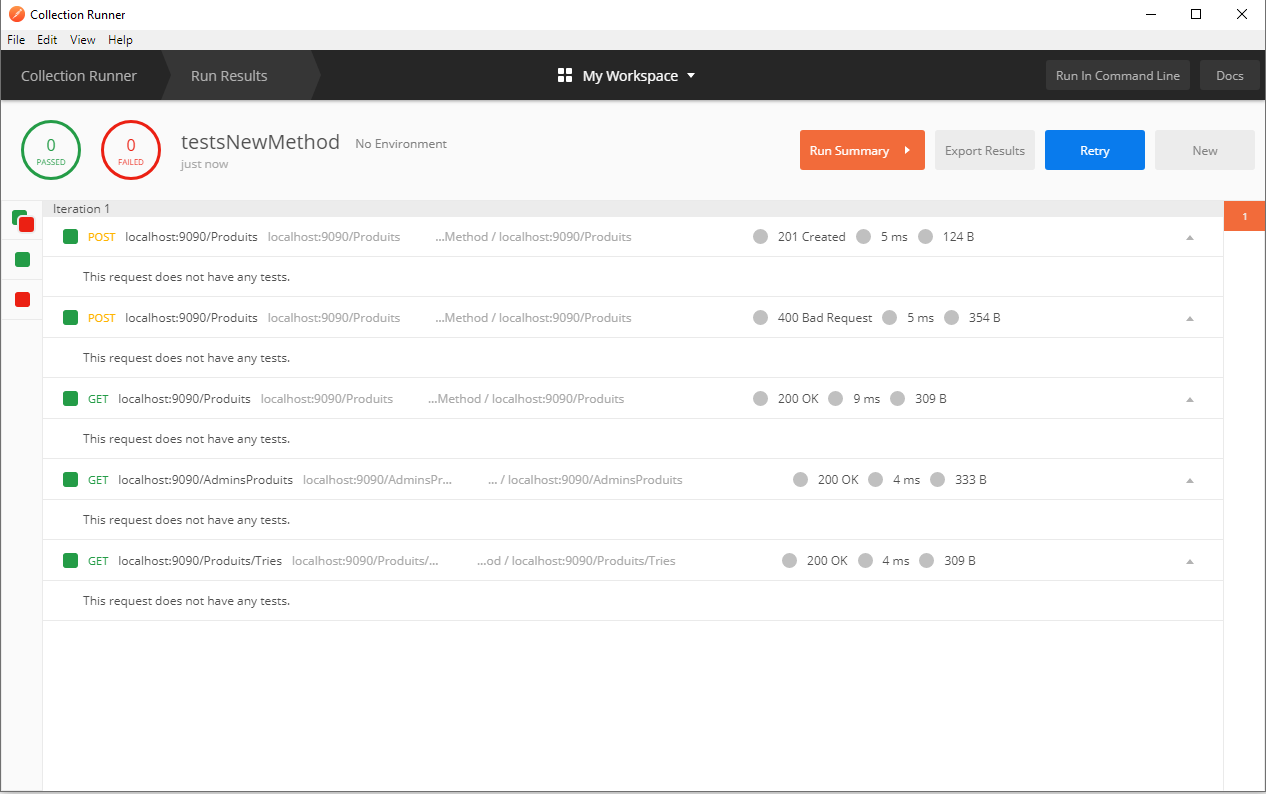 Collection Runner
File Edit View Help
Collection Runner Run Results My Workspace Run In Command Line Docs
0 PASSED
0 FAILED
testsNewMethod No Environment
just now
Run Summary Export Results Retry New
Iteration 1
1
POST localhost:9090/Produits localhost:9090/Produits ...Method / localhost:9090/Produits 201 Created 5 ms 124 B
This request does not have any tests.
POST localhost:9090/Produits localhost:9090/Produits ...Method / localhost:9090/Produits 400 Bad Request 5 ms 354 B
This request does not have any tests.
GET localhost:9090/Produits localhost:9090/Produits ...Method / localhost:9090/Produits 200 OK 9 ms 309 B
This request does not have any tests.
GET localhost:9090/AdminsProduits localhost:9090/AdminsPr... ... / localhost:9090/AdminsProduits 200 OK 4 ms 333 B
This request does not have any tests.
GET localhost:9090/Produits/Tries localhost:9090/Produits/... ...od / localhost:9090/Produits/Tries 200 OK 4 ms 309 B
This request does not have any tests.